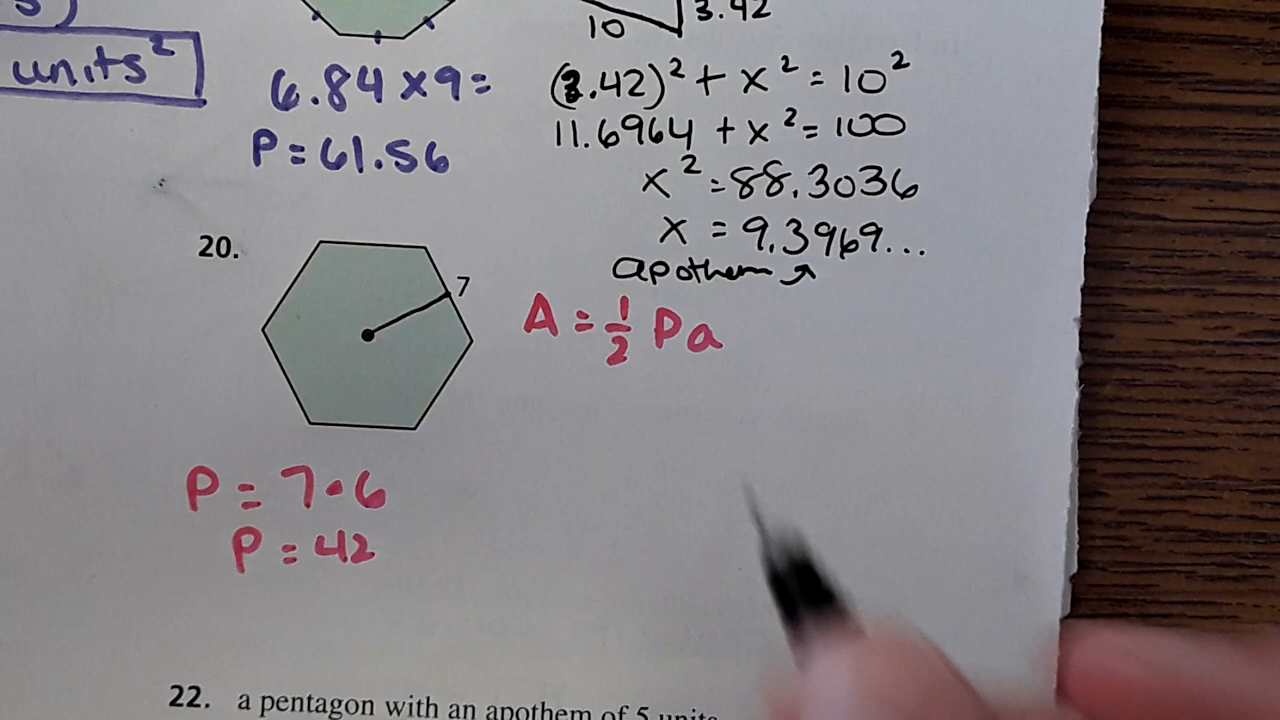 units²
10
3.42
6.84 × 9 =
P = 61.56
(3.42)² + x² = 10²
11.6964 + x² = 100
x² = 88.3036
x = 9.3969...
apothem
20.
7
A = 1/2 Pa
P = 7 · 6
P = 42
22. a pentagon with an apothem of 5 units